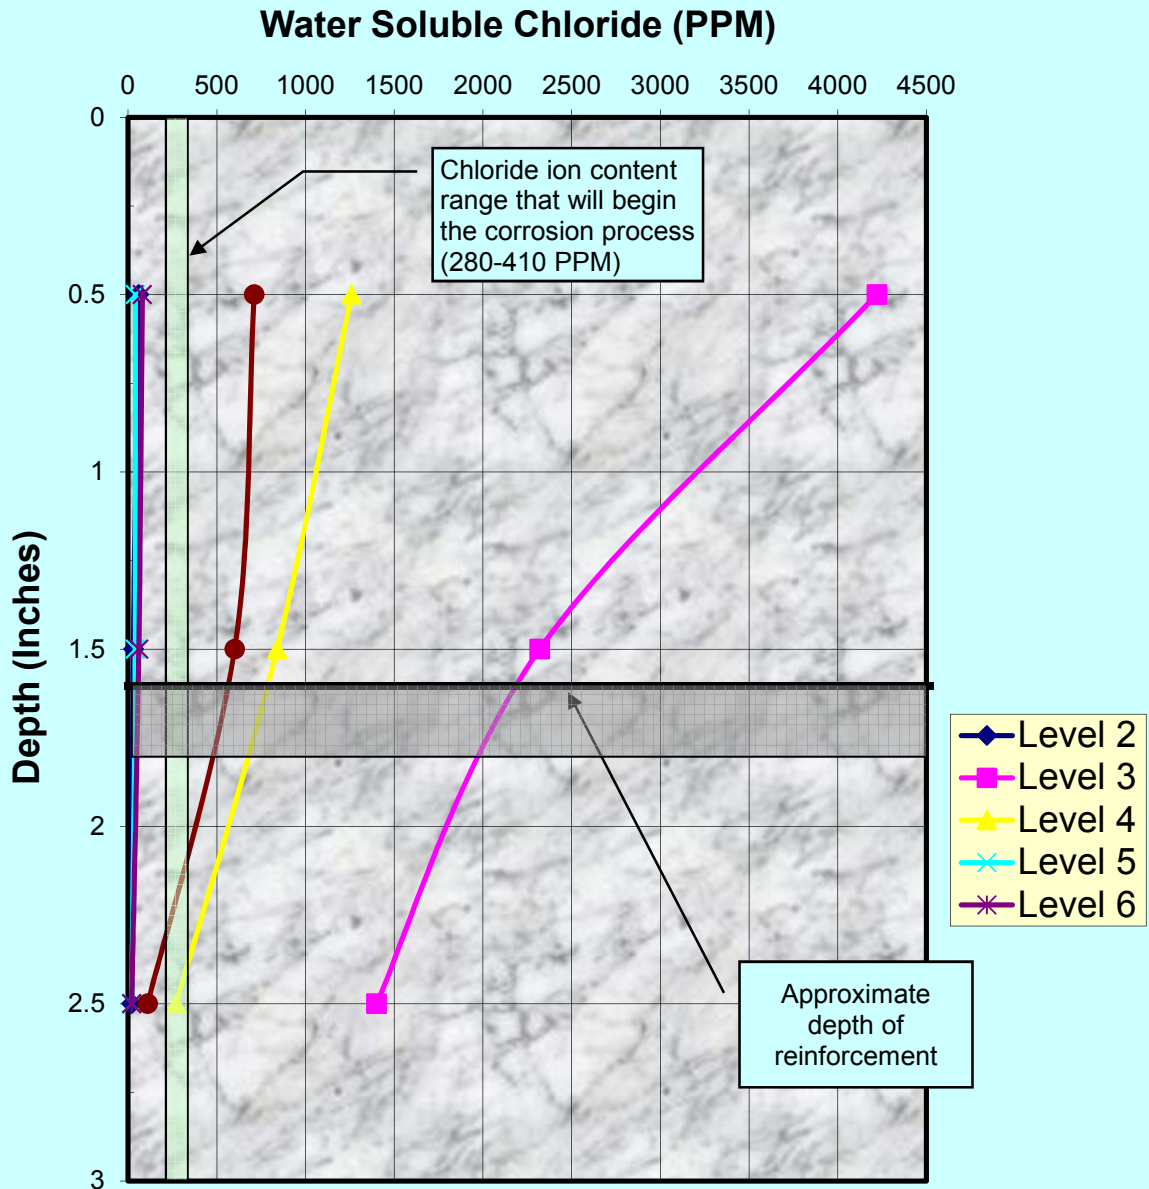 Water Soluble Chloride (PPM)
0 500 1000 1500 2000 2500 3000 3500 4000 4500
0
Chloride ion content
range that will begin
the corrosion process
(280-410 PPM)
0.5
1
1.5
2
2.5
3
Depth (Inches)
Level 2
Level 3
Level 4
Level 5
Level 6
Approximate
depth of
reinforcement